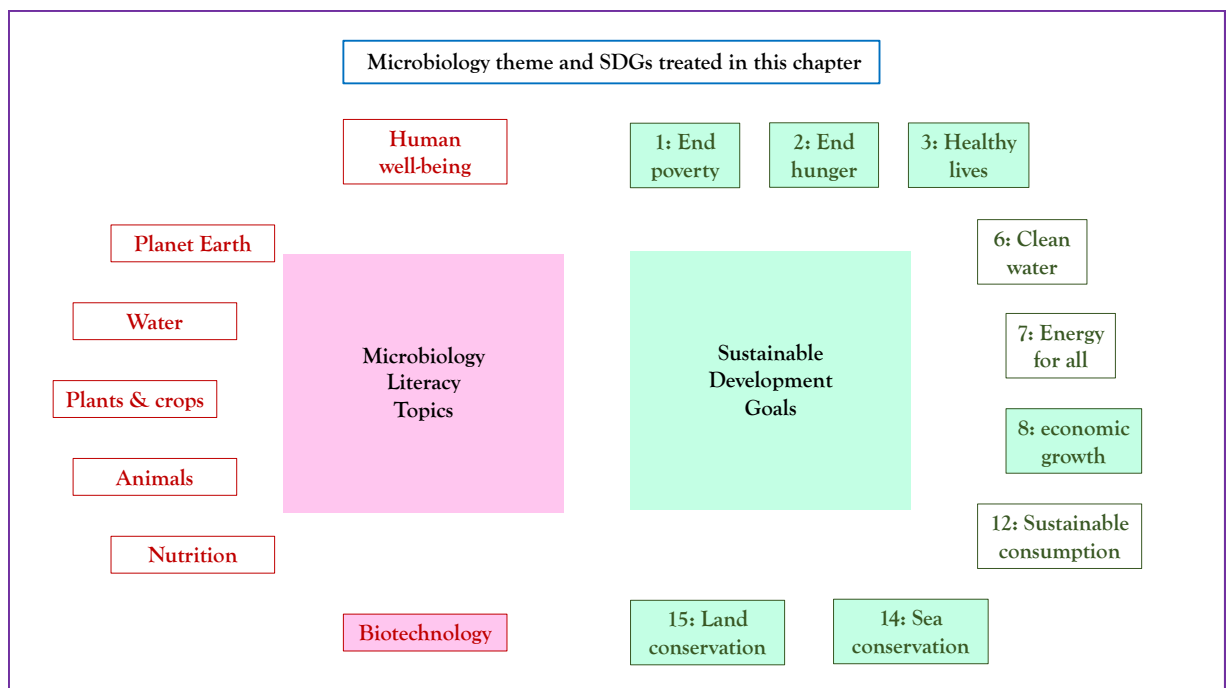 Microbiology theme and SDGs treated in this chapter
Human
well-being
1: End
poverty
2: End
hunger
3: Healthy
lives
Planet Earth
6: Clean
water
Water
7: Energy
for all
Microbiology
Literacy
Topics
Sustainable
Development
Goals
Plants & crops
8: economic
growth
Animals
12: Sustainable
consumption
Nutrition
Biotechnology
15: Land
conservation
14: Sea
conservation